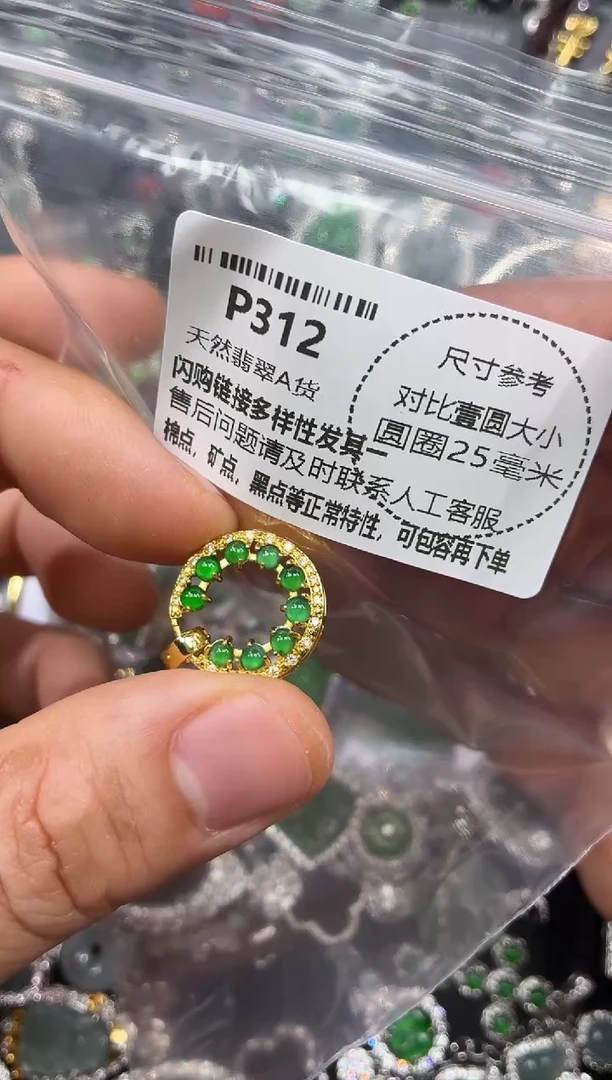 P312
天然翡翠A货
闪购链接多样性发其一
售后问题请及时联系人工客服
棉点，矿点，黑点等正常特性，可包容再下单
尺寸参考
对比壹圆大小
圆圈25毫米